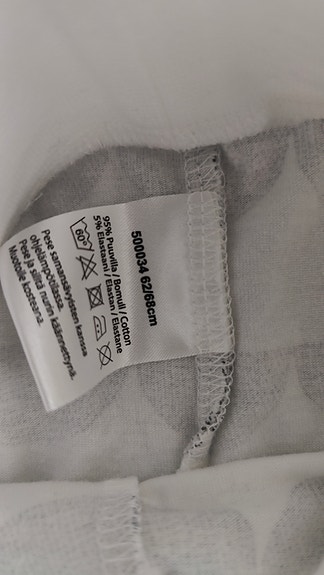 500034 62/68cm
95% Puuvilla / Bomull / Cotton
5% Elastaani / Elastan / Elastane
60°
Pese samansävyisten kanssa
ohjelämpötilassa.
Pese ja silitä nurin käännettynä.
Muotoile kosteana.